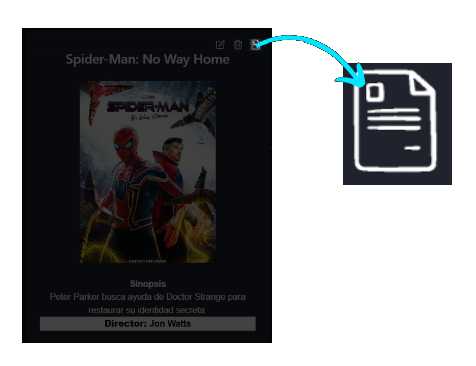 Spider-Man: No Way Home
SPIDER-MAN
No Way Home
Sinopsis
Peter Parker busca ayuda de Doctor Strange para
restaurar su identidad secreta.
Director: Jon Watts